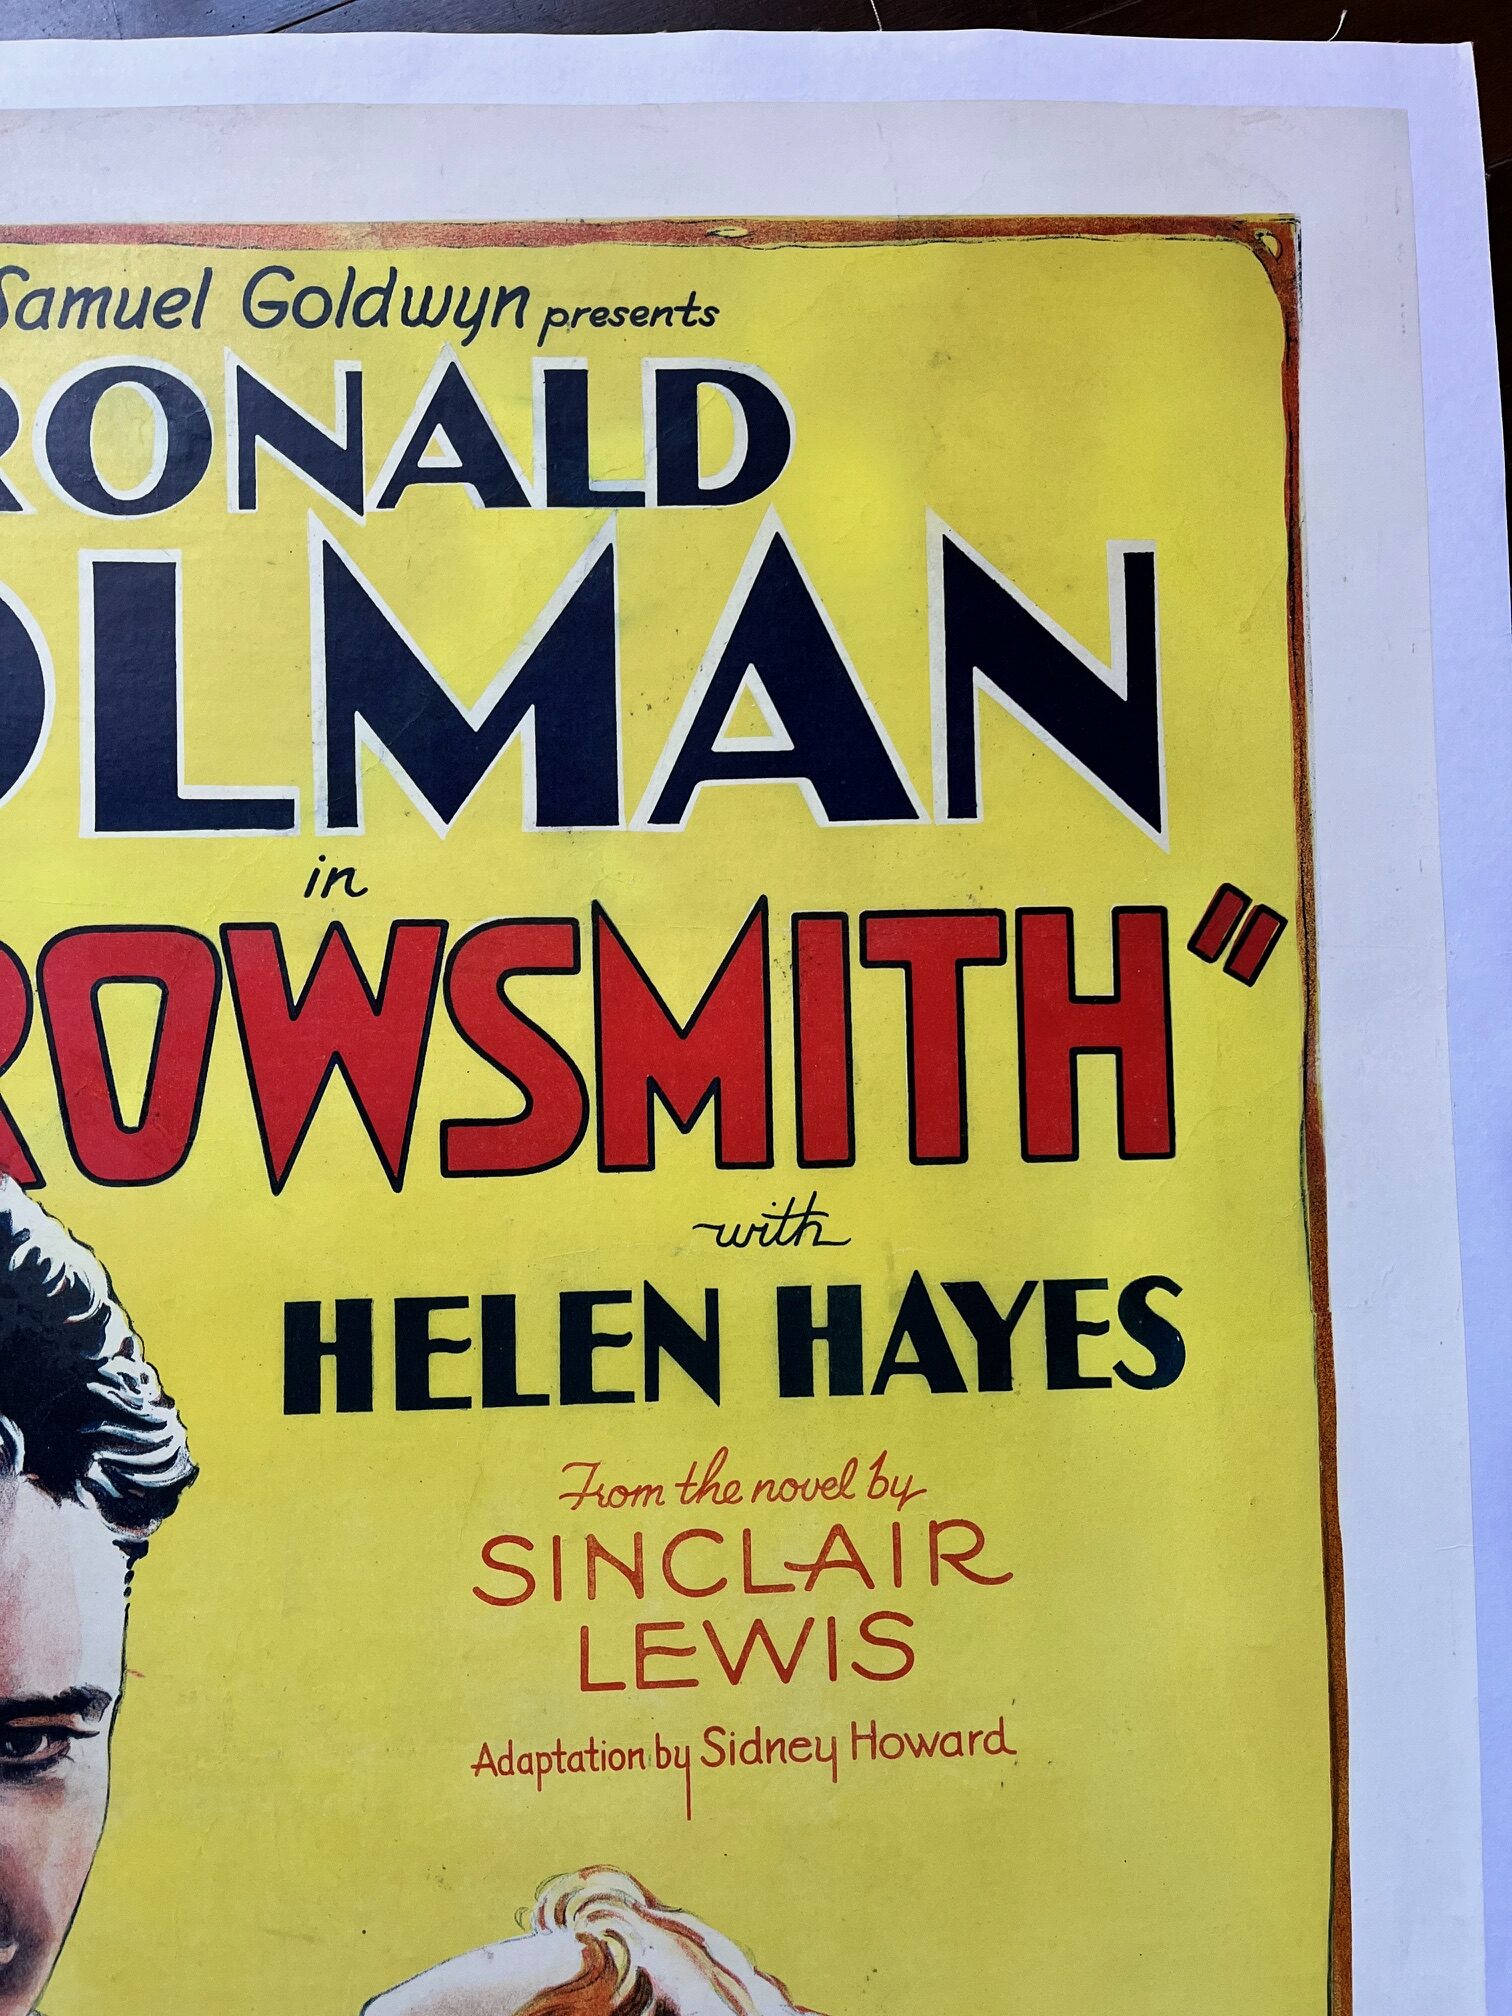 Samuel Goldwyn presents
RONALD
OLMAN
in
ROWSMITH"
with
HELEN HAYES
From the novel by
SINCLAIR
LEWIS
Adaptation by Sidney Howard